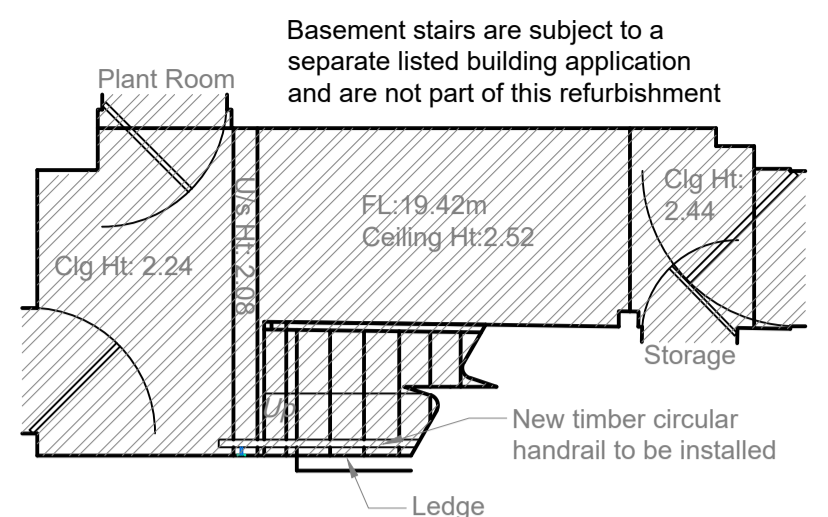 Basement stairs are subject to a
separate listed building application
and are not part of this refurbishment
Plant Room
Clg Ht:
2.44
U/s Ht: 2.08
FL:19.42m
Ceiling Ht:2.52
Clg Ht: 2.24
Storage
Up
New timber circular
handrail to be installed
Ledge